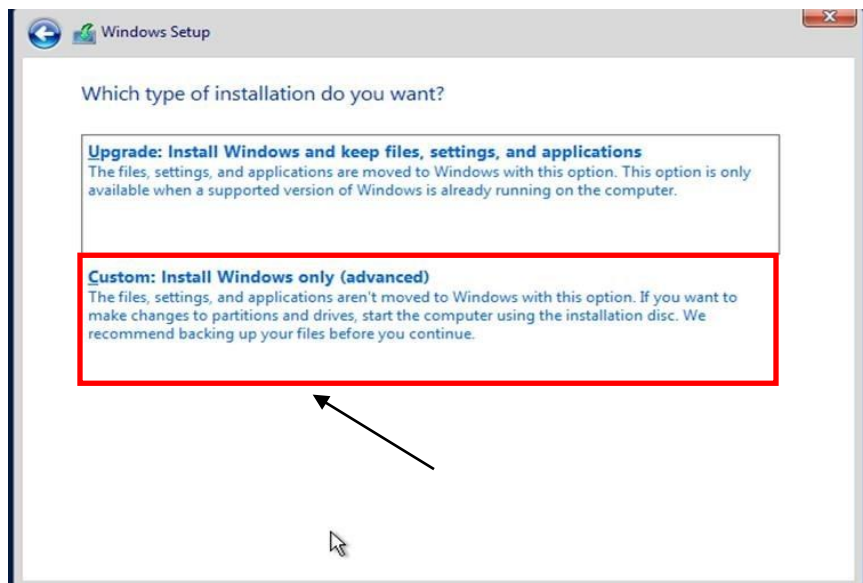 Windows Setup
Which type of installation do you want?
Upgrade: Install Windows and keep files, settings, and applications
The files, settings, and applications are moved to Windows with this option. This option is only
available when a supported version of Windows is already running on the computer.
Custom: Install Windows only (advanced)
The files, settings, and applications aren't moved to Windows with this option. If you want to
make changes to partitions and drives, start the computer using the installation disc. We
recommend backing up your files before you continue.